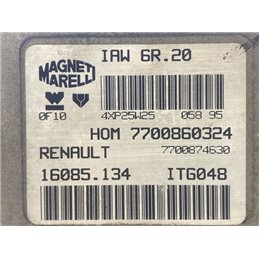 IAW 6R.20
MAGNETI
MARELLI
0F10 4XP25W25 058 95
HOM 7700860324
RENAULT 7700874630
16085.134 ITG048